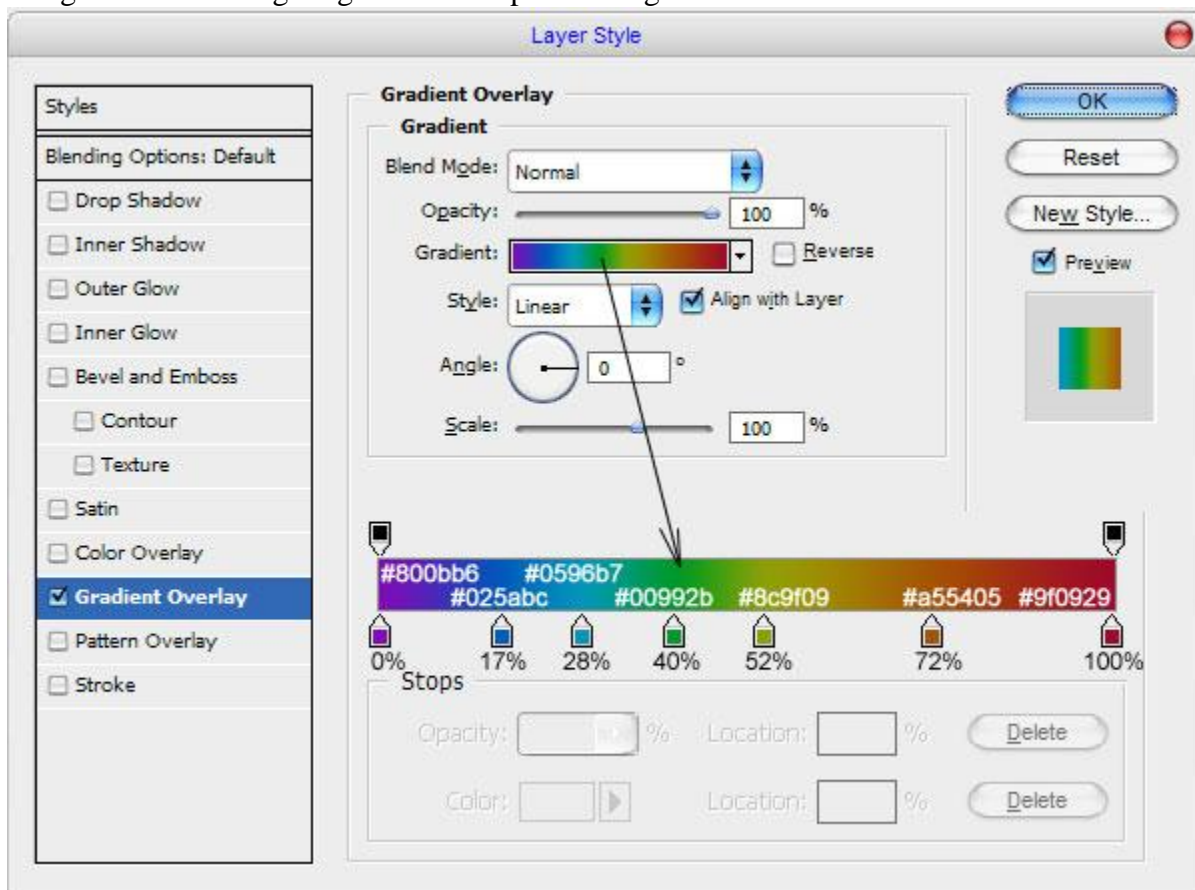 Layer Style
Styles
Blending Options: Default
Drop Shadow
Inner Shadow
Outer Glow
Inner Glow
Bevel and Emboss
Contour
Texture
Satin
Color Overlay
Gradient Overlay
Pattern Overlay
Stroke
Gradient Overlay
Gradient
Blend Mode: Normal
Opacity: 100 %
Gradient: Reverse
Style: Linear Align with Layer
Angle: 0 °
Scale: 100 %
OK
Reset
New Style...
Preview
#800bb6 #0596b7
#025abc #00992b #8c9f09 #a55405 #9f0929
0% 17% 28% 40% 52% 72% 100%
Stops
Opacity: % Location: % Delete
Color: Location: % Delete